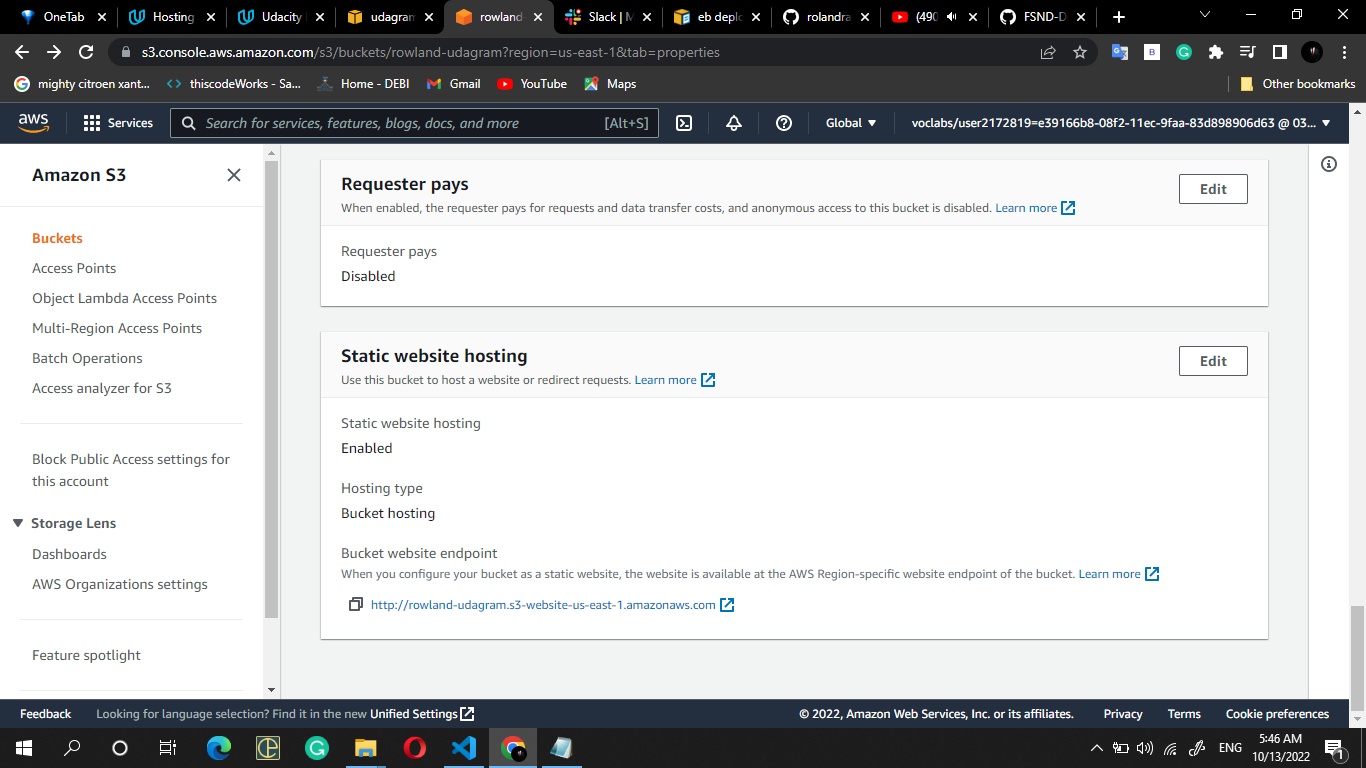 OneTab
Hosting
Udacity
udagram
rowland
Slack | M
eb deplo
rolandra
(490
FSND-D
s3.console.aws.amazon.com/s3/buckets/rowland-udagram?region=us-east-1&tab=properties
mighty citroen xant...
thiscodeWorks - Sa...
Home - DEBI
Gmail
YouTube
Maps
Other bookmarks
aws
Services
Search for services, features, blogs, docs, and more
[Alt+S]
Global
voclabs/user2172819=e39166b8-08f2-11ec-9faa-83d898906d63 @ 03...
Amazon S3
Buckets
Access Points
Object Lambda Access Points
Multi-Region Access Points
Batch Operations
Access analyzer for S3
Block Public Access settings for
this account
Storage Lens
Dashboards
AWS Organizations settings
Feature spotlight
Requester pays
Edit
When enabled, the requester pays for requests and data transfer costs, and anonymous access to this bucket is disabled. Learn more
Requester pays
Disabled
Static website hosting
Edit
Use this bucket to host a website or redirect requests. Learn more
Static website hosting
Enabled
Hosting type
Bucket hosting
Bucket website endpoint
When you configure your bucket as a static website, the website is available at the AWS Region-specific website endpoint of the bucket. Learn more
http://rowland-udagram.s3-website-us-east-1.amazonaws.com
Feedback
Looking for language selection? Find it in the new Unified Settings
© 2022, Amazon Web Services, Inc. or its affiliates.
Privacy
Terms
Cookie preferences
ENG
5:46 AM
10/13/2022
1